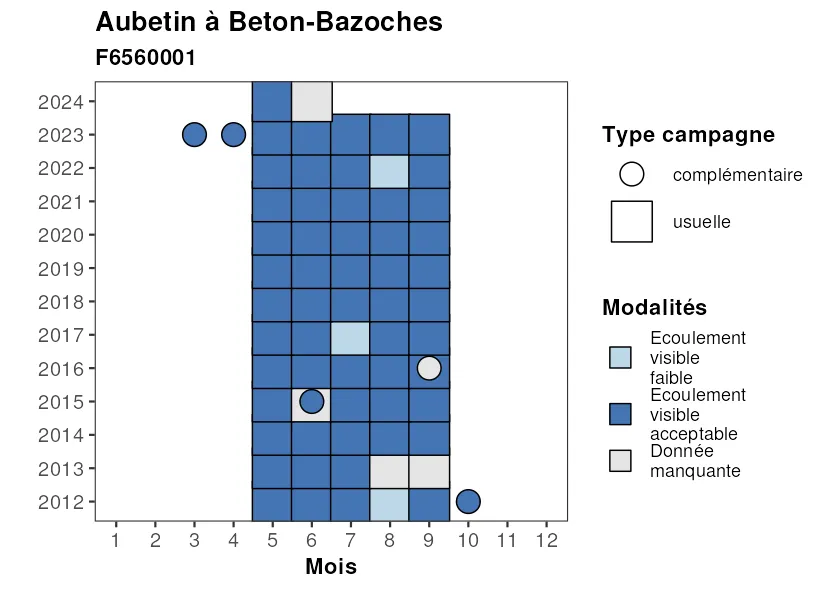 Aubetin à Beton-Bazoches
F6560001
2024
2023
2022
2021
2020
2019
2018
2017
2016
2015
2014
2013
2012
1 2 3 4 5 6 7 8 9 10 11 12
Mois
Type campagne
complémentaire
usuelle
Modalités
Ecoulement
visible
faible
Ecoulement
visible
acceptable
Donnée
manquante